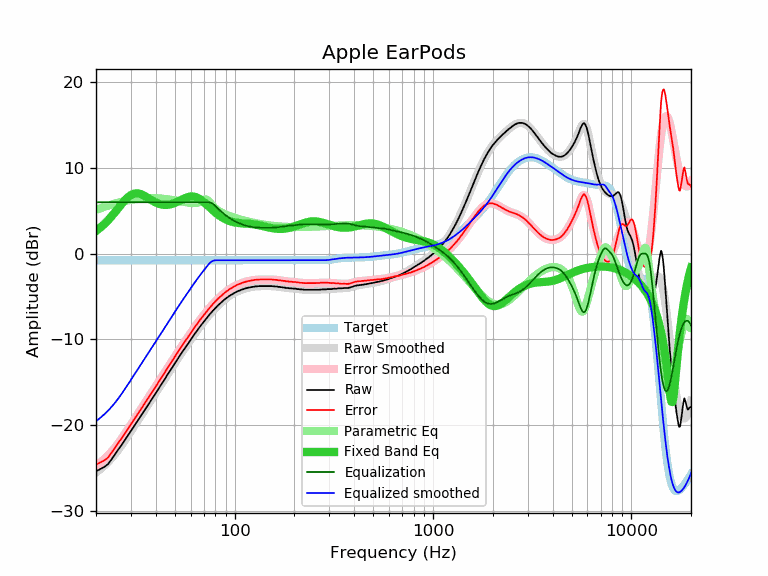 Apple EarPods
20
10
0
−10
−20
−30
Amplitude (dBr)
Target
Raw Smoothed
Error Smoothed
Raw
Error
Parametric Eq
Fixed Band Eq
Equalization
Equalized smoothed
100
1000
10000
Frequency (Hz)